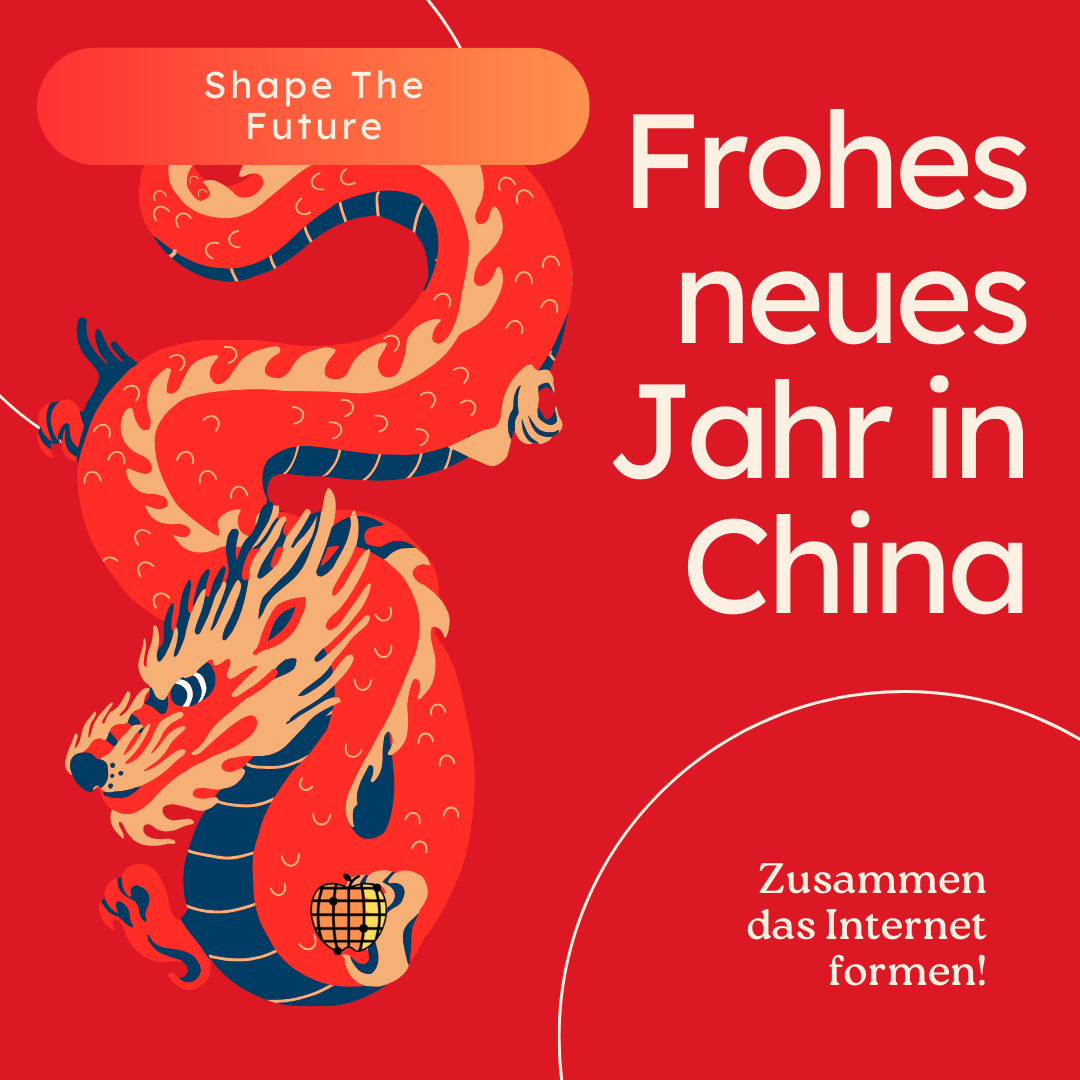 Shape The
Future
Frohes
neues
Jahr in
China
Zusammen
das Internet
formen!